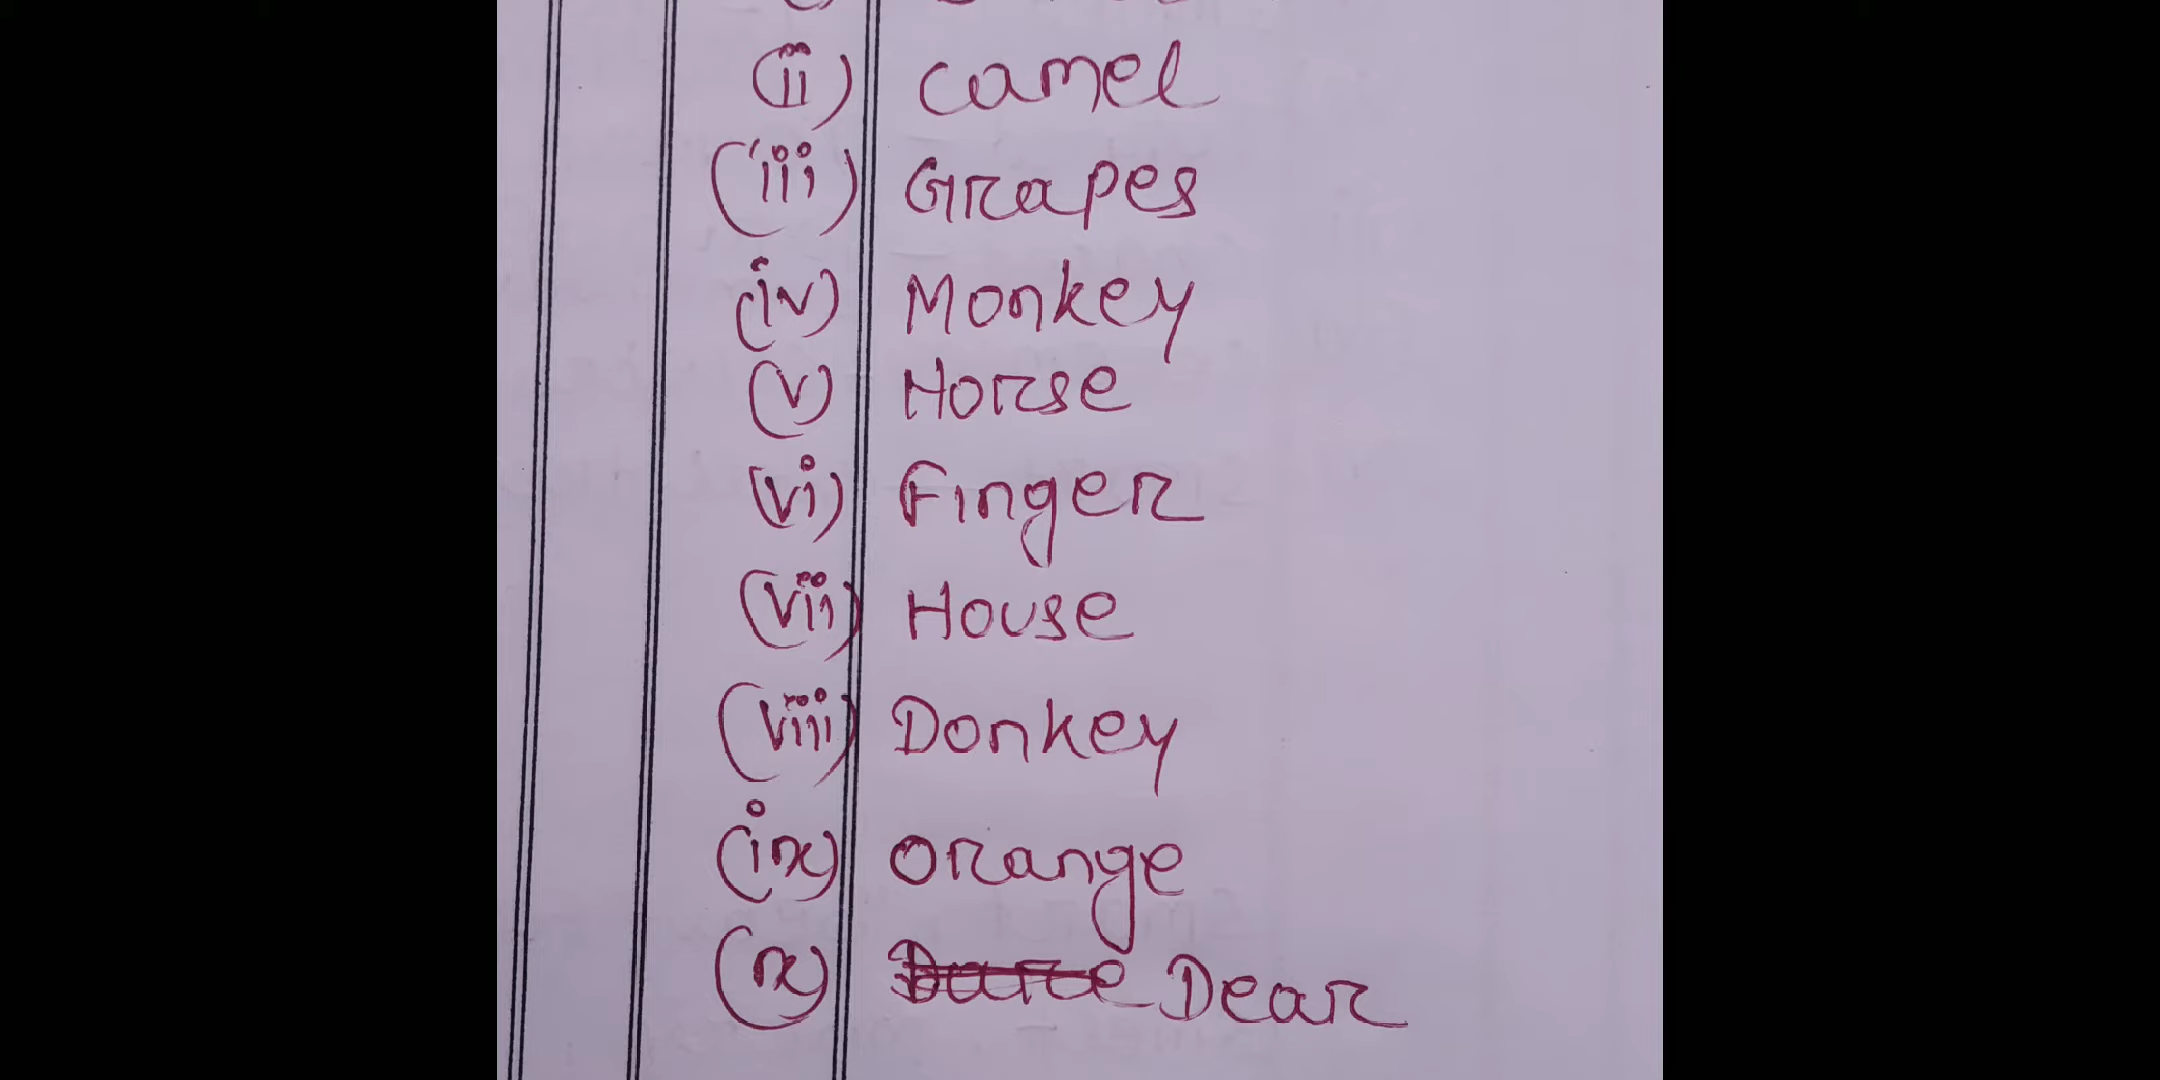 (ii) Camel
(iii) Grapes
(iv) Monkey
(v) Horse
(vi) Finger
(vii) House
(viii) Donkey
(ix) Orange
(x) Dear